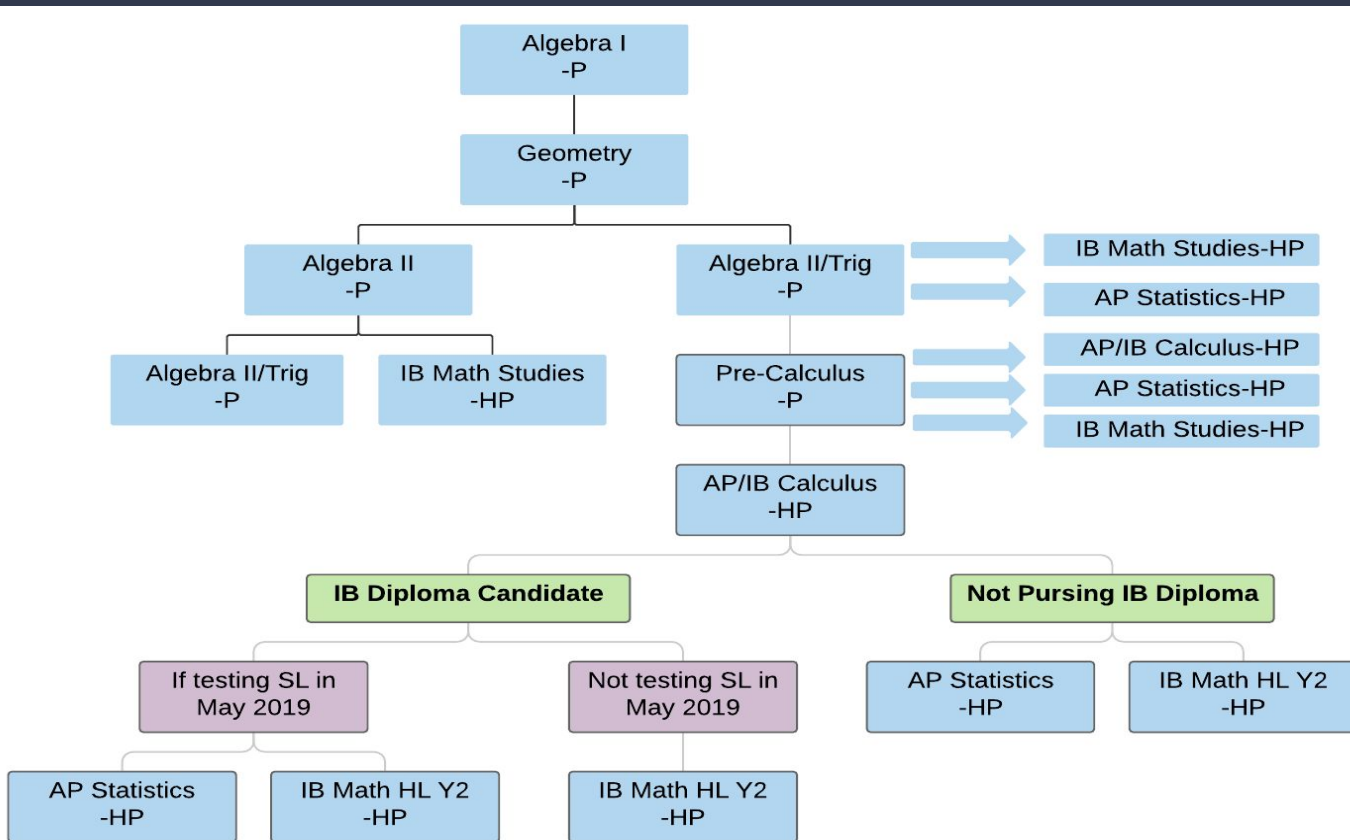 Algebra I
-P
Geometry
-P
Algebra II
-P
Algebra II/Trig
-P
IB Math Studies-HP
AP Statistics-HP
Algebra II/Trig
-P
IB Math Studies
-HP
Pre-Calculus
-P
AP/IB Calculus-HP
AP Statistics-HP
IB Math Studies-HP
AP/IB Calculus
-HP
IB Diploma Candidate
Not Pursing IB Diploma
If testing SL in
May 2019
Not testing SL in
May 2019
AP Statistics
-HP
IB Math HL Y2
-HP
AP Statistics
-HP
IB Math HL Y2
-HP
IB Math HL Y2
-HP